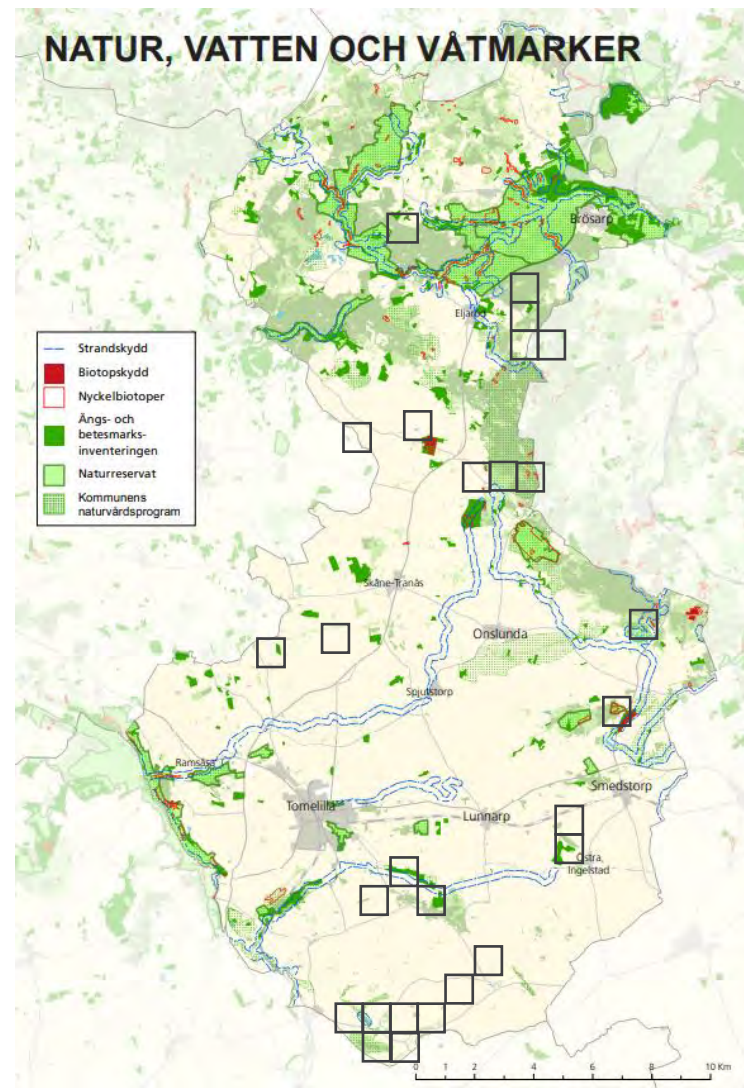 NATUR, VATTEN OCH VÅTMARKER
Brösarp
Eljaröd
Strandskydd
Biotopskydd
Nyckelbiotoper
Ängs- och
betesmarks-
inventeringen
Naturreservat
Kommunens
naturvårdsprogram
Skåne-Tranås
Onslunda
Spjutstorp
Ramsåsa
Smedstorp
Tomelilla
Lunnarp
Östra
Ingelstad
0 1 2 4 6 8 10 Km